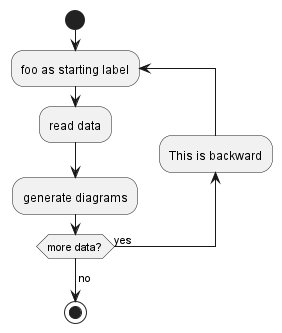 foo as starting label
read data
This is backward
generate diagrams
more data?
yes
no